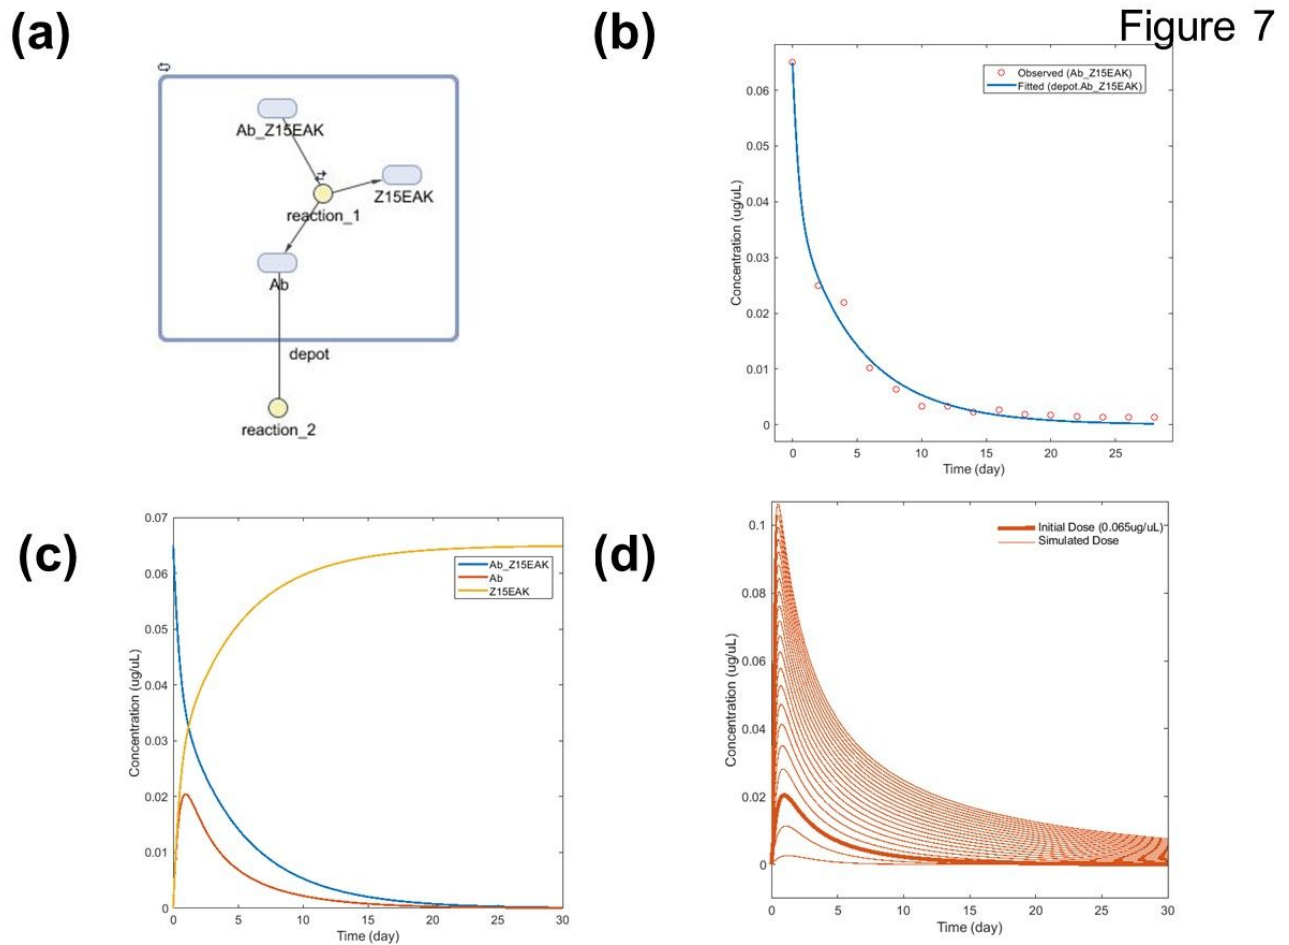 Figure 7
(a)
Ab_Z15EAK
Z15EAK
reaction_1
Ab
depot
reaction_2
(b)
Observed (Ab_Z15EAK)
Fitted (depot.Ab_Z15EAK)
Concentration (ug/uL)
0.06
0.05
0.04
0.03
0.02
0.01
0
0 5 10 15 20 25
Time (day)
(c)
Ab_Z15EAK
Ab
Z15EAK
Concentration (ug/uL)
0.07
0.06
0.05
0.04
0.03
0.02
0.01
0
0 5 10 15 20 25 30
Time (day)
(d)
Initial Dose (0.065ug/uL)
Simulated Dose
Concentration (ug/uL)
0.1
0.08
0.06
0.04
0.02
0
0 5 10 15 20 25 30
Time (day)